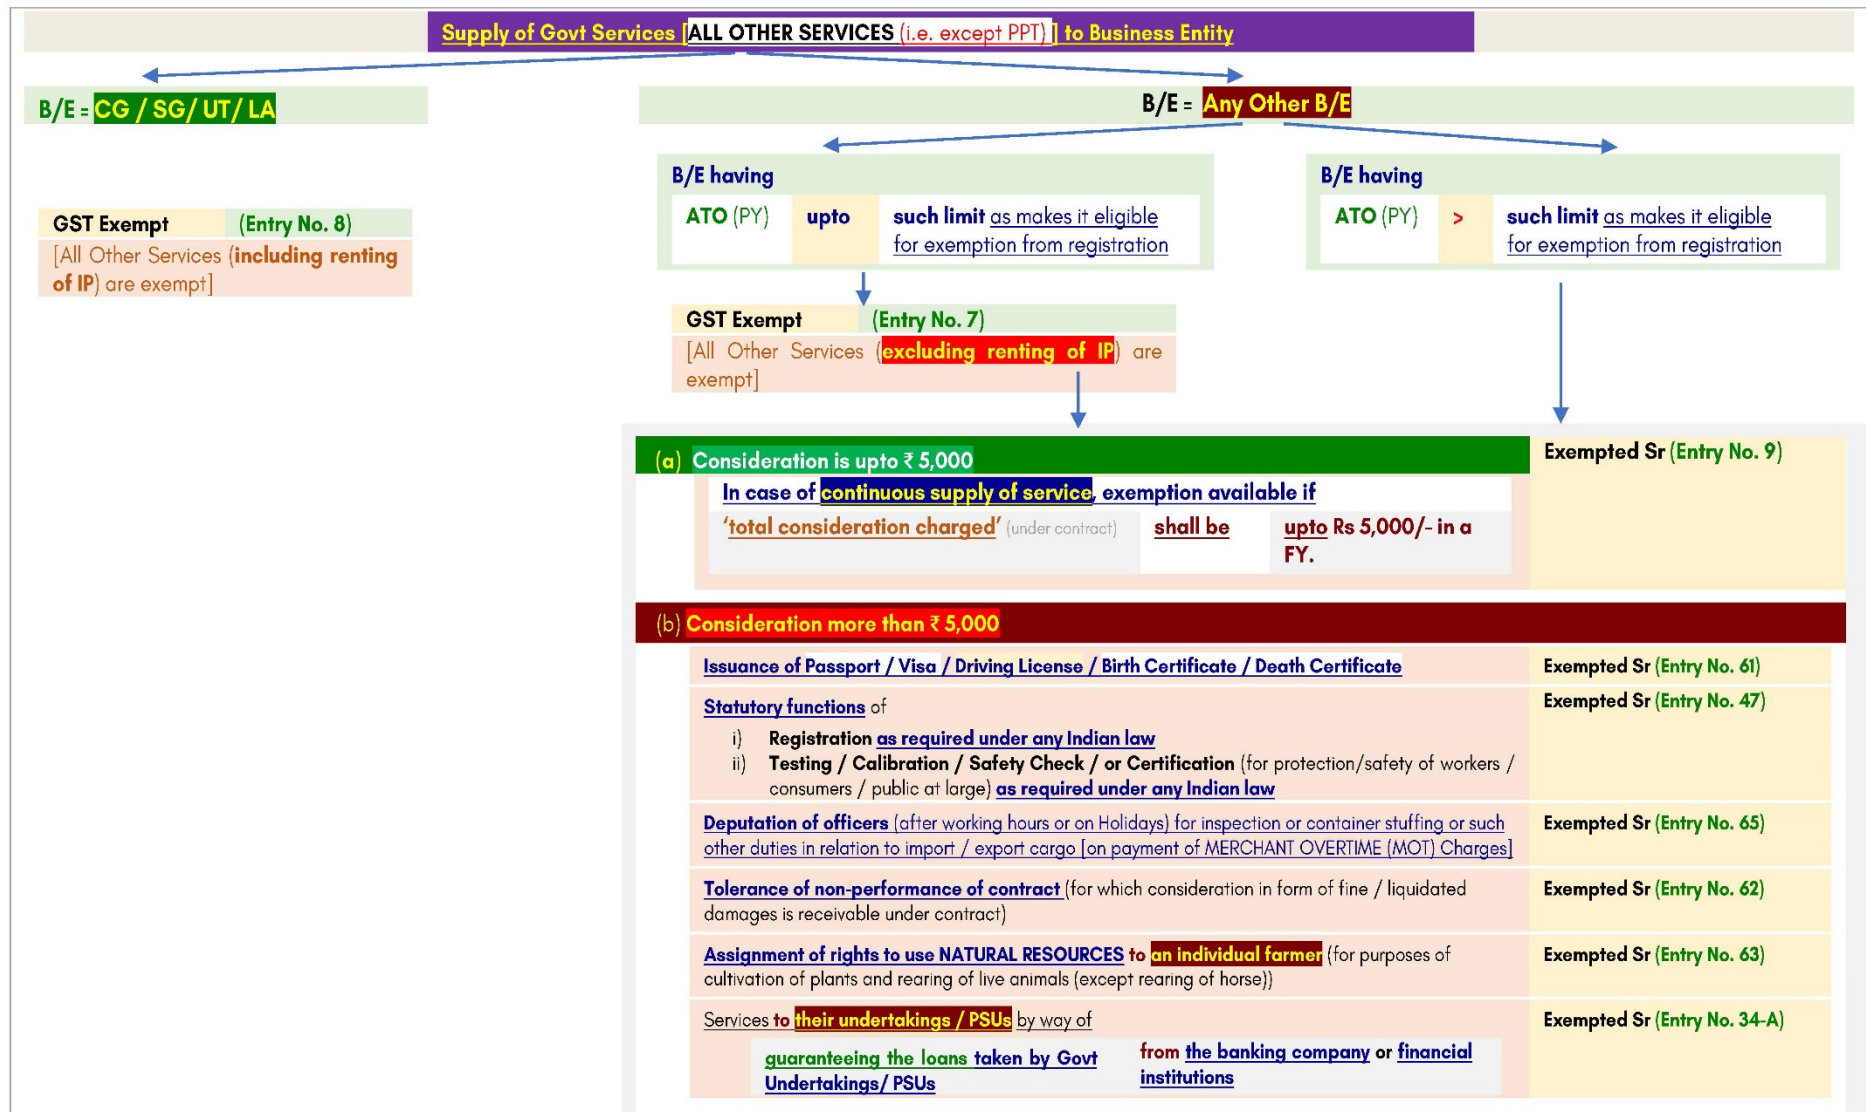 Supply of Govt Services [ALL OTHER SERVICES (i.e. except PPT) ] to Business Entity
B/E = CG / SG/ UT/ LA
B/E = Any Other B/E
GST Exempt (Entry No. 8)
[All Other Services (including renting
of IP) are exempt]
B/E having
ATO (PY) upto such limit as makes it eligible
for exemption from registration
B/E having
ATO (PY) > such limit as makes it eligible
for exemption from registration
GST Exempt (Entry No. 7)
[All Other Services (excluding renting of IP) are
exempt]
(a) Consideration is upto ₹ 5,000
Exempted Sr (Entry No. 9)
In case of continuous supply of service, exemption available if
‘total consideration charged’ (under contract) shall be upto Rs 5,000/- in a
FY.
(b) Consideration more than ₹ 5,000
Issuance of Passport / Visa / Driving License / Birth Certificate / Death Certificate
Exempted Sr (Entry No. 61)
Statutory functions of
Exempted Sr (Entry No. 47)
i) Registration as required under any Indian law
ii) Testing / Calibration / Safety Check / or Certification (for protection/safety of workers /
consumers / public at large) as required under any Indian law
Deputation of officers (after working hours or on Holidays) for inspection or container stuffing or such
other duties in relation to import / export cargo [on payment of MERCHANT OVERTIME (MOT) Charges]
Exempted Sr (Entry No. 65)
Tolerance of non-performance of contract (for which consideration in form of fine / liquidated
damages is receivable under contract)
Exempted Sr (Entry No. 62)
Assignment of rights to use NATURAL RESOURCES to an individual farmer (for purposes of
cultivation of plants and rearing of live animals (except rearing of horse))
Exempted Sr (Entry No. 63)
Services to their undertakings / PSUs by way of
Exempted Sr (Entry No. 34-A)
guaranteeing the loans taken by Govt
Undertakings/ PSUs
from the banking company or financial
institutions